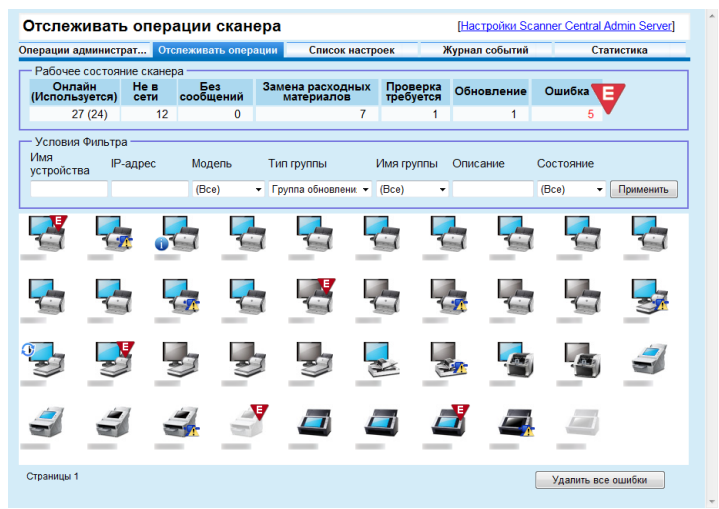 Отслеживать операции сканера
[Настройки Scanner Central Admin Server]
Операции администрат... Отслеживать операции Список настроек Журнал событий Статистика
Рабочее состояние сканера
Онлайн (Используется) Не в сети Без сообщений Замена расходных материалов Проверка требуется Обновление Ошибка E
27 (24) 12 0 7 1 1 5
Условия Фильтра
Имя устройства IP-адрес Модель Тип группы Имя группы Описание Состояние
(Все) Группа обновлени (Все) (Все) Применить
E
E
E
E E
Страницы 1
Удалить все ошибки